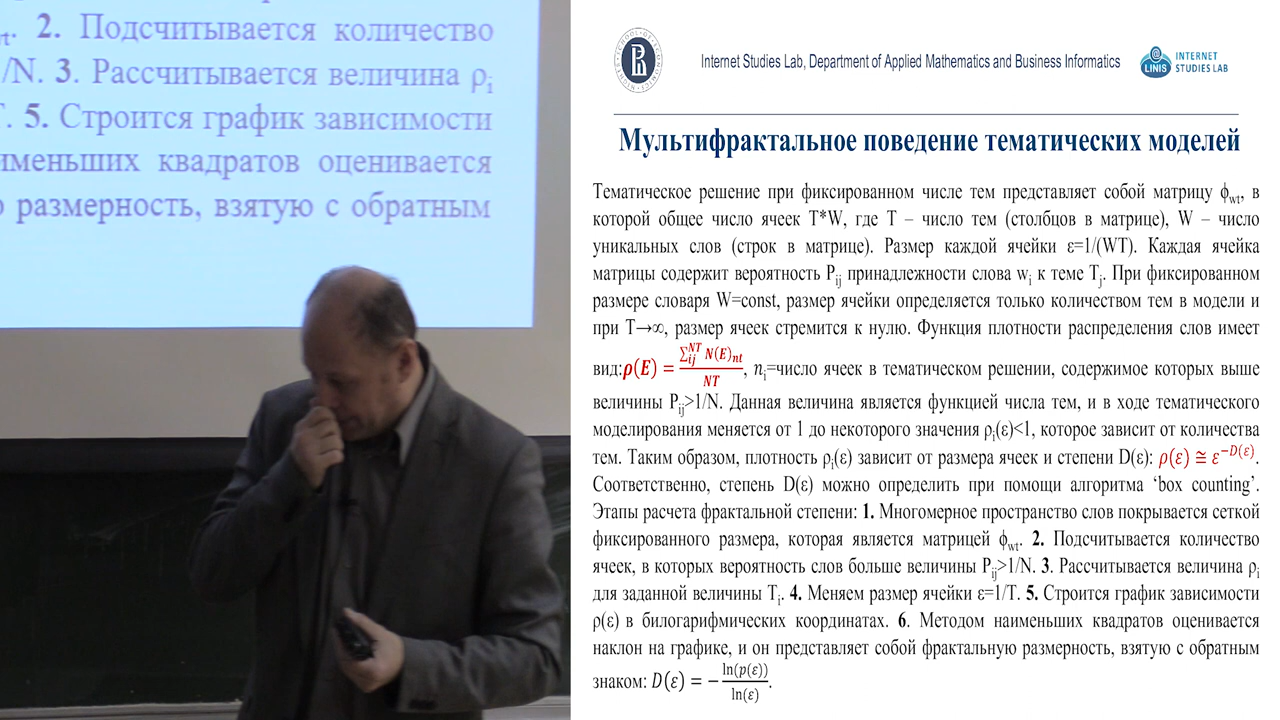 wt. 2. Подсчитывается количество
/N. 3. Рассчитывается величина ρi
Т. 5. Строится график зависимости
именьших квадратов оценивается
о размерность, взятую с обратным
Internet Studies Lab, Department of Applied Mathematics and Business Informatics
LINIS
INTERNET
STUDIES LAB
Мультифрактальное поведение тематических моделей
Тематическое решение при фиксированном числе тем представляет собой матрицу ϕwt, в
которой общее число ячеек T*W, где T – число тем (столбцов в матрице), W – число
уникальных слов (строк в матрице). Размер каждой ячейки ε=1/(WT). Каждая ячейка
матрицы содержит вероятность Pij принадлежности слова wi к теме Tj. При фиксированном
размере словаря W=const, размер ячейки определяется только количеством тем в модели и
при T→∞, размер ячеек стремится к нулю. Функция плотности распределения слов имеет
вид:ρ(E) = ∑ij^NT N(E)nt / NT, ni=число ячеек в тематическом решении, содержимое которых выше
величины Pij>1/N. Данная величина является функцией числа тем, и в ходе тематического
моделирования меняется от 1 до некоторого значения ρi(ε)<1, которое зависит от количества
тем. Таким образом, плотность ρi(ε) зависит от размера ячеек и степени D(ε): ρ(ε) ≅ ε^−D(ε).
Соответственно, степень D(ε) можно определить при помощи алгоритма ‘box counting’.
Этапы расчета фрактальной степени: 1. Многомерное пространство слов покрывается сеткой
фиксированного размера, которая является матрицей ϕwt. 2. Подсчитывается количество
ячеек, в которых вероятность слов больше величины Pij>1/N. 3. Рассчитывается величина ρi
для заданной величины Ti. 4. Меняем размер ячейки ε=1/T. 5. Строится график зависимости
ρ(ε) в билогарифмических координатах. 6. Методом наименьших квадратов оценивается
наклон на графике, и он представляет собой фрактальную размерность, взятую с обратным
знаком: D(ε) = − ln(p(ε)) / ln(ε).